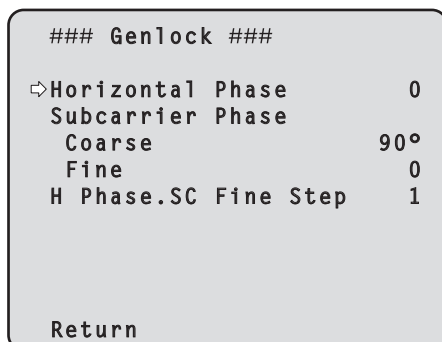 ### Genlock ###
⇨Horizontal Phase 0
Subcarrier Phase
Coarse 90°
Fine 0
H Phase.SC Fine Step 1
Return